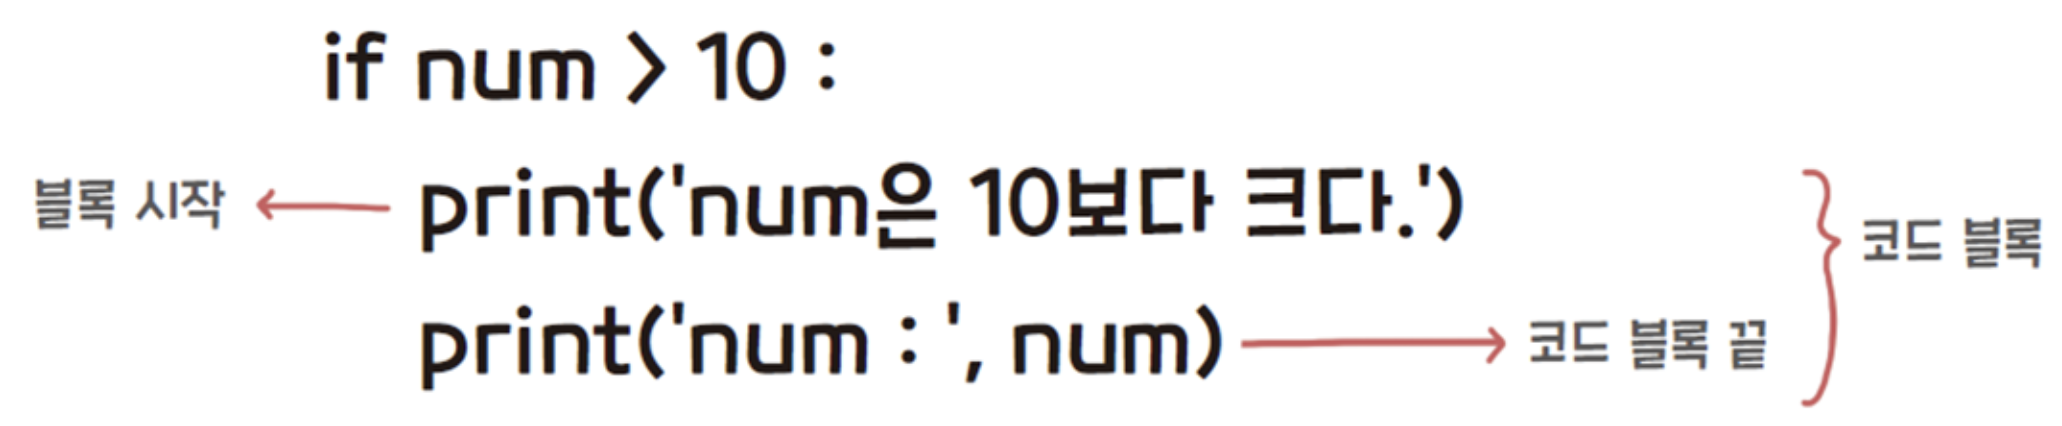 if num > 10 :
블록 시작
print('num은 10보다 크다.')
코드 블록
print('num : ', num)
코드 블록 끝